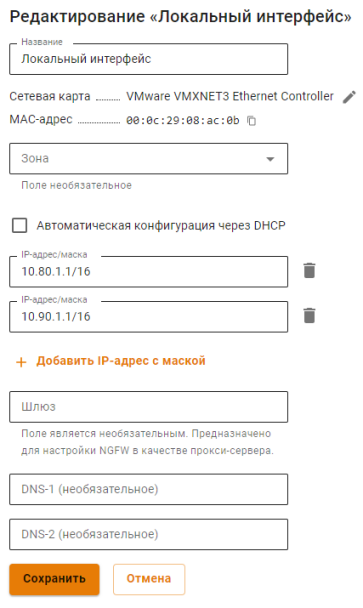 Редактирование «Локальный интерфейс»
Название
Локальный интерфейс
Сетевая карта ......... VMware VMXNET3 Ethernet Controller
MAC-адрес ................. 00:0c:29:08:ac:0b
Зона
Поле необязательное
Автоматическая конфигурация через DHCP
IP-адрес/маска
10.80.1.1/16
IP-адрес/маска
10.90.1.1/16
+ Добавить IP-адрес с маской
Шлюз
Поле является необязательным. Предназначено
для настройки NGFW в качестве прокси-сервера.
DNS-1 (необязательное)
DNS-2 (необязательное)
Сохранить Отмена